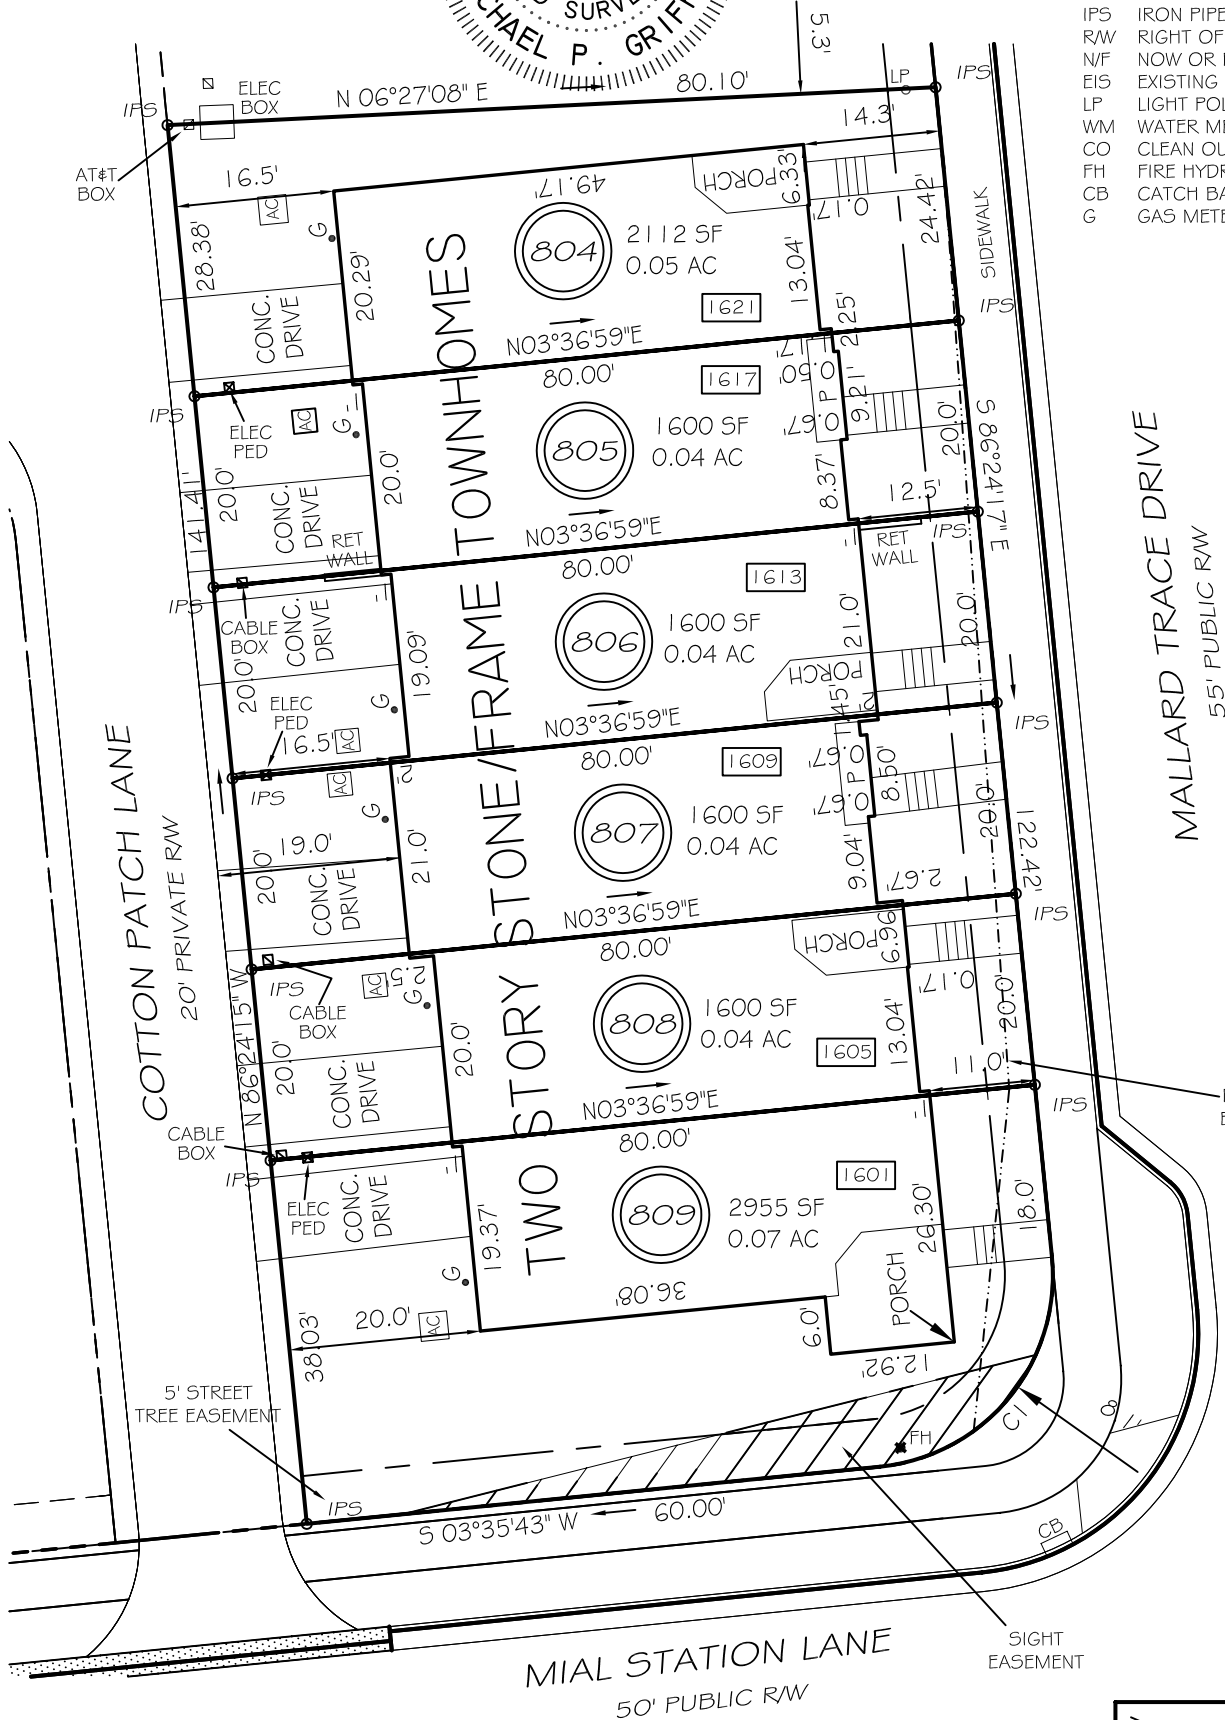 SURVE
CHAEL P. GRIF
5.3'
IPS IRON PIPE
R/W RIGHT OF
N/F NOW OR
EIS EXISTING
LP LIGHT POL
WM WATER ME
CO CLEAN OU
FH FIRE HYDR
CB CATCH BA
G GAS METE
IPS
ELEC
BOX
N 06°27'08" E
80.10'
LP
IPS
AT&T
BOX
16.5'
14.3'
49.17'
PORCH
6.33'
0.17'
24.42'
SIDEWALK
AC
G
28.38'
20.29'
CONC.
DRIVE
804
2112 SF
0.05 AC
13.04'
1621
2.25'
IPS
N03°36'59"E
80.00'
.17'
0.50'
IPS
ELEC
PED
AC
G
1617
P
9.21'
0.67'
805
1600 SF
0.04 AC
20.0'
20.0'
20.0'
141.41'
8.37'
S 86°24'17" E
CONC.
DRIVE
RET
WALL
12.5'
RET
WALL
IPS
N03°36'59"E
80.00'
IPS
CABLE
BOX
CONC.
DRIVE
1613
806
1600 SF
0.04 AC
19.09'
20.0'
21.0'
20.0'
PORCH
ELEC
PED
G
16.5'
AC
N03°36'59"E
80.00'
1.45'
2'
IPS
IPS
AC
2'
G
1609
0.67'
P
8.50'
0.67'
807
1600 SF
0.04 AC
19.0'
20.0'
21.0'
20.0'
122.42'
CONC.
DRIVE
9.04'
2.67'
N03°36'59"E
80.00'
IPS
IPS
CABLE
BOX
AC
2.5'
G
PORCH
6.96'
0.17'
808
1600 SF
0.04 AC
1605
13.04'
20.0'
20.0'
20.0'
11.0'
N 86°24'15" W
CONC.
DRIVE
N03°36'59"E
80.00'
IPS
CABLE
BOX
IPS
ELEC
PED
CONC.
DRIVE
1601
809
2955 SF
0.07 AC
19.37'
26.30'
18.0'
G
36.08'
PORCH
20.0'
AC
6.0'
12.92'
38.03'
TWO STORY STONE/FRAME TOWNHOMES
COTTON PATCH LANE
20' PRIVATE R/W
MALLARD TRACE DRIVE
55' PUBLIC R/W
5' STREET
TREE EASEMENT
IPS
FH
C1
S 03°35'43" W
60.00'
CB
SIGHT
EASEMENT
MIAL STATION LANE
50' PUBLIC R/W